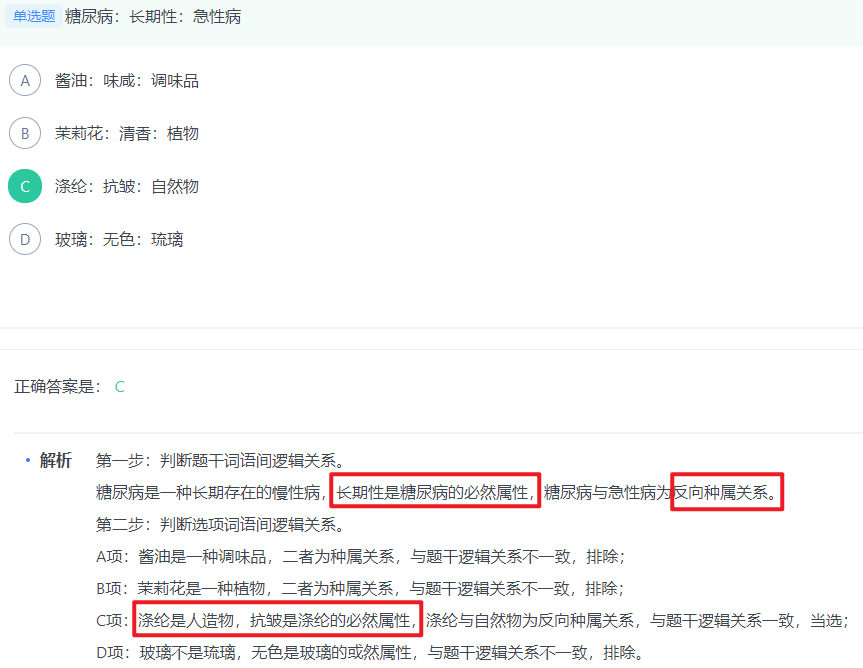 单选题 糖尿病：长期性：急性病
A 酱油：味咸：调味品
B 茉莉花：清香：植物
C 涤纶：抗皱：自然物
D 玻璃：无色：琉璃
正确答案是： C
• 解析 第一步：判断题干词语间逻辑关系。
糖尿病是一种长期存在的慢性病，长期性是糖尿病的必然属性，糖尿病与急性病为反向种属关系。
第二步：判断选项词语间逻辑关系。
A项：酱油是一种调味品，二者为种属关系，与题干逻辑关系不一致，排除；
B项：茉莉花是一种植物，二者为种属关系，与题干逻辑关系不一致，排除；
C项：涤纶是人造物，抗皱是涤纶的必然属性，涤纶与自然物为反向种属关系，与题干逻辑关系一致，当选；
D项：玻璃不是琉璃，无色是玻璃的或然属性，与题干逻辑关系不一致，排除。